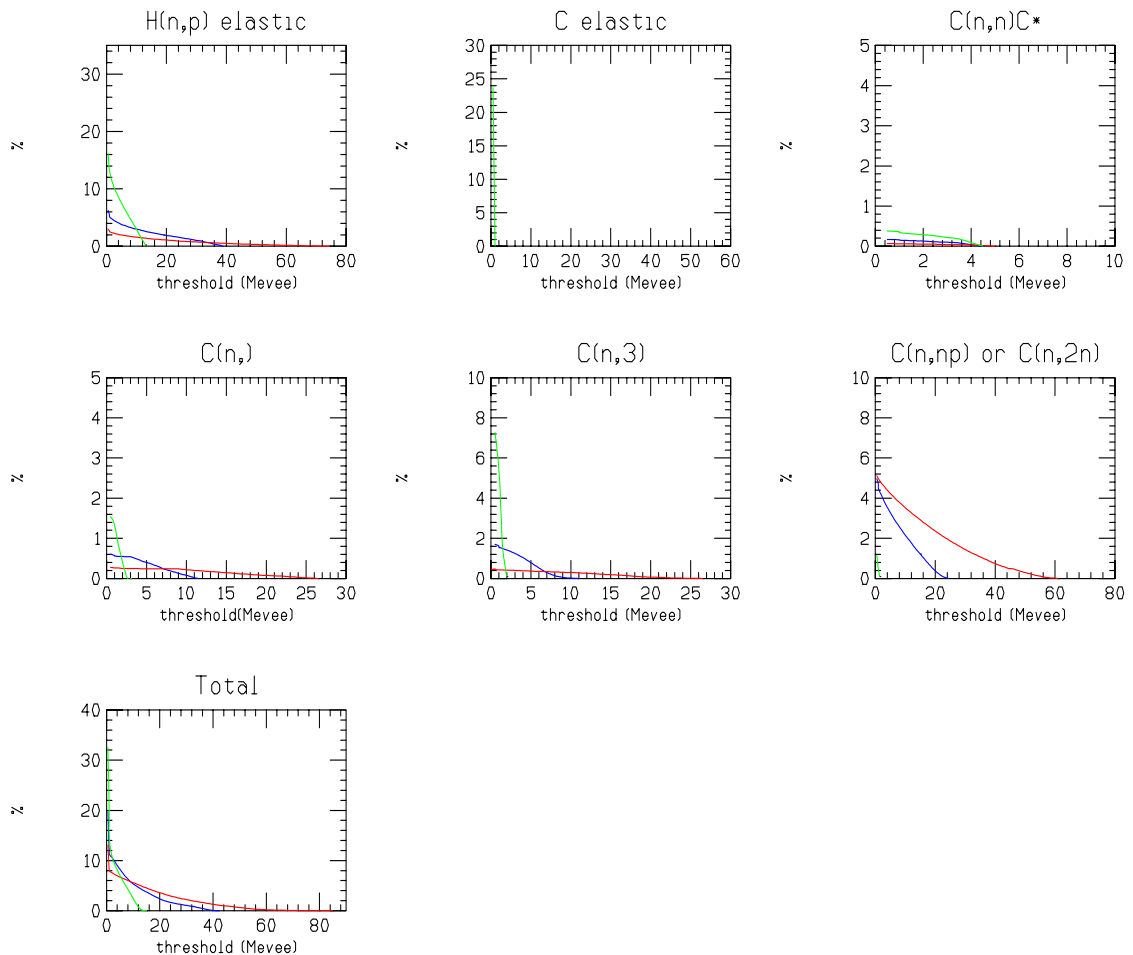 H(n,p) elastic
%
30
20
10
0
0 20 40 60 80
threshold (Mevee)
C elastic
%
30
25
20
15
10
5
0
0 10 20 30 40 50 60
threshold (Mevee)
C(n,n)C*
%
5
4
3
2
1
0
0 2 4 6 8 10
threshold (Mevee)
C(n,)
%
5
4
3
2
1
0
0 5 10 15 20 25 30
threshold(Mevee)
C(n,3)
%
10
8
6
4
2
0
0 5 10 15 20 25 30
threshold (Mevee)
C(n,np) or C(n,2n)
%
10
8
6
4
2
0
0 20 40 60 80
threshold (Mevee)
Total
%
40
30
20
10
0
0 20 40 60 80
threshold (Mevee)